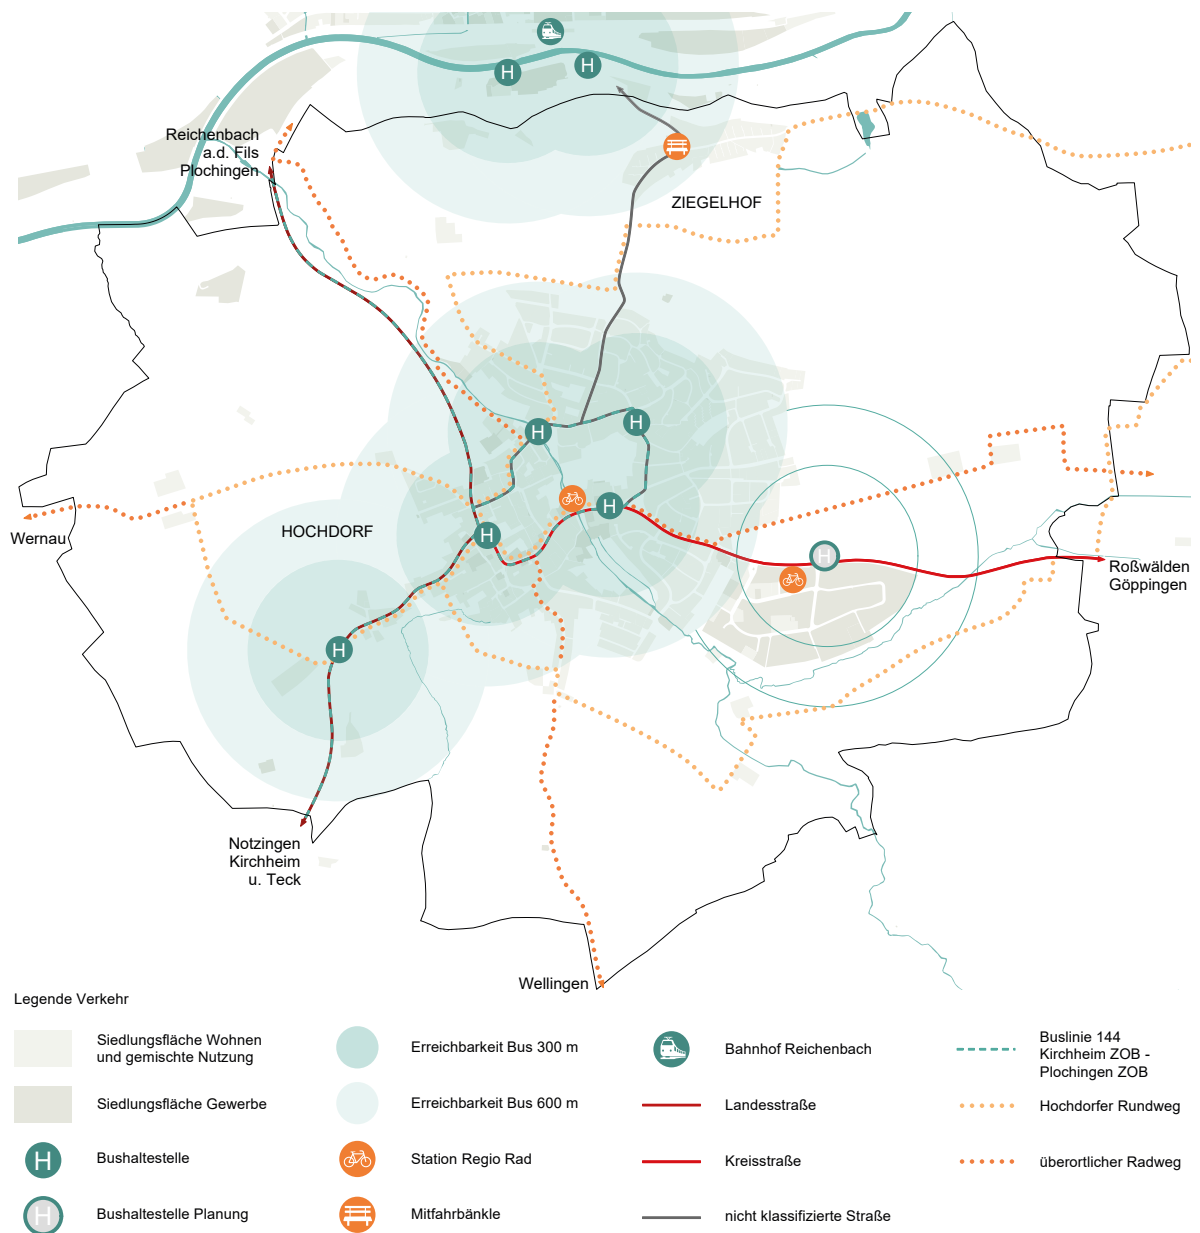 H
H
Reichenbach
a.d. Fils
Plochingen
ZIEGELHOF
H
H
H
H
HOCHDORF
Wernau
H
Roßwälden
Göppingen
H
Notzingen
Kirchheim
u. Teck
Wellingen
Legende Verkehr
Siedlungsfläche Wohnen
und gemischte Nutzung
Siedlungsfläche Gewerbe
H Bushaltestelle
H Bushaltestelle Planung
Erreichbarkeit Bus 300 m
Erreichbarkeit Bus 600 m
Station Regio Rad
Mitfahrbänkle
Bahnhof Reichenbach
Landesstraße
Kreisstraße
nicht klassifizierte Straße
Buslinie 144
Kirchheim ZOB -
Plochingen ZOB
Hochdorfer Rundweg
überortlicher Radweg